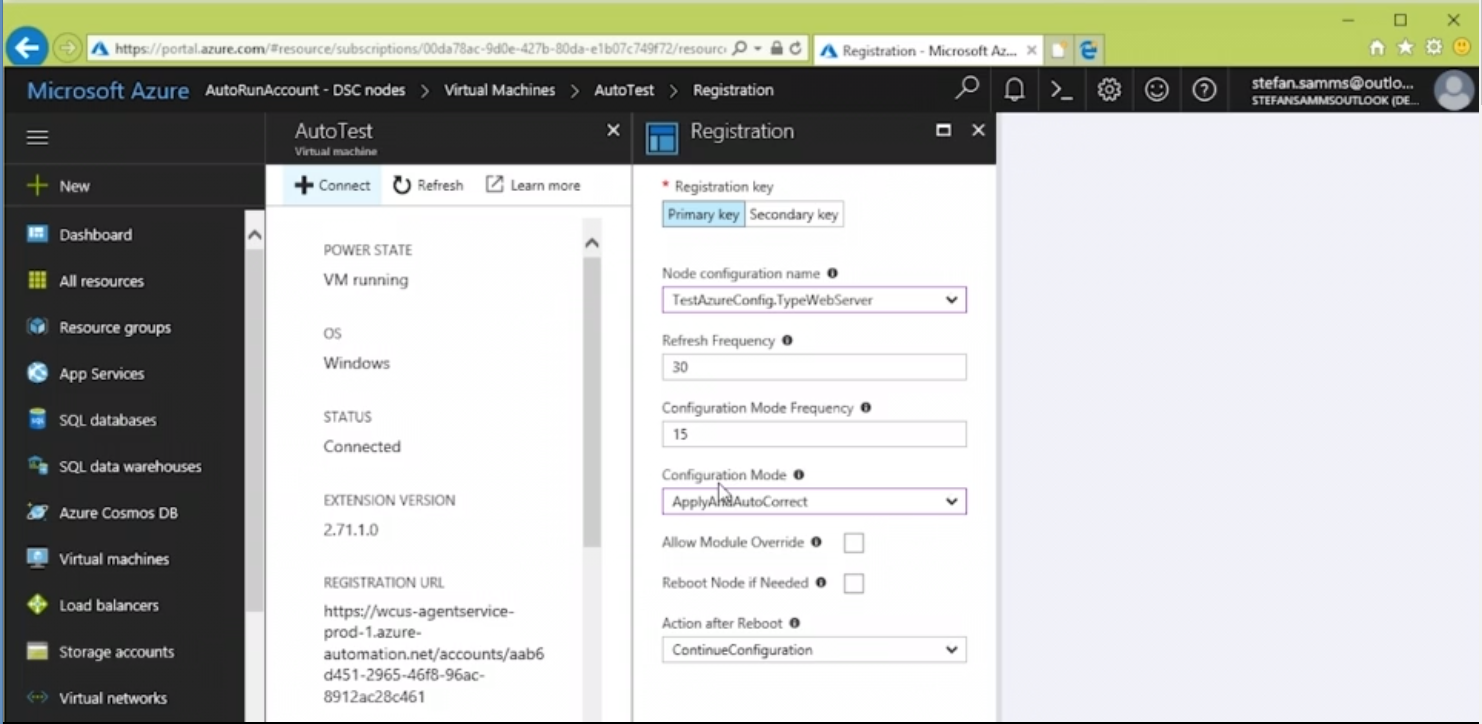 https://portal.azure.com/#resource/subscriptions/00da78ac-9d0e-427b-80da-e1b07c749f72/resourc
Registration - Microsoft Az...
Microsoft Azure AutoRunAccount - DSC nodes > Virtual Machines > AutoTest > Registration
stefan.samms@outlo...
STEFANSAMMSOUTLOOK (DE...
New
Dashboard
All resources
Resource groups
App Services
SQL databases
SQL data warehouses
Azure Cosmos DB
Virtual machines
Load balancers
Storage accounts
Virtual networks
AutoTest
Virtual machine
Connect Refresh Learn more
POWER STATE
VM running
OS
Windows
STATUS
Connected
EXTENSION VERSION
2.71.1.0
REGISTRATION URL
https://wcus-agentservice-
prod-1.azure-
automation.net/accounts/aab6
d451-2965-46f8-96ac-
8912ac28c461
Registration
* Registration key
Primary key Secondary key
Node configuration name
TestAzureConfig.TypeWebServer
Refresh Frequency
30
Configuration Mode Frequency
15
Configuration Mode
ApplyAndAutoCorrect
Allow Module Override
Reboot Node if Needed
Action after Reboot
ContinueConfiguration